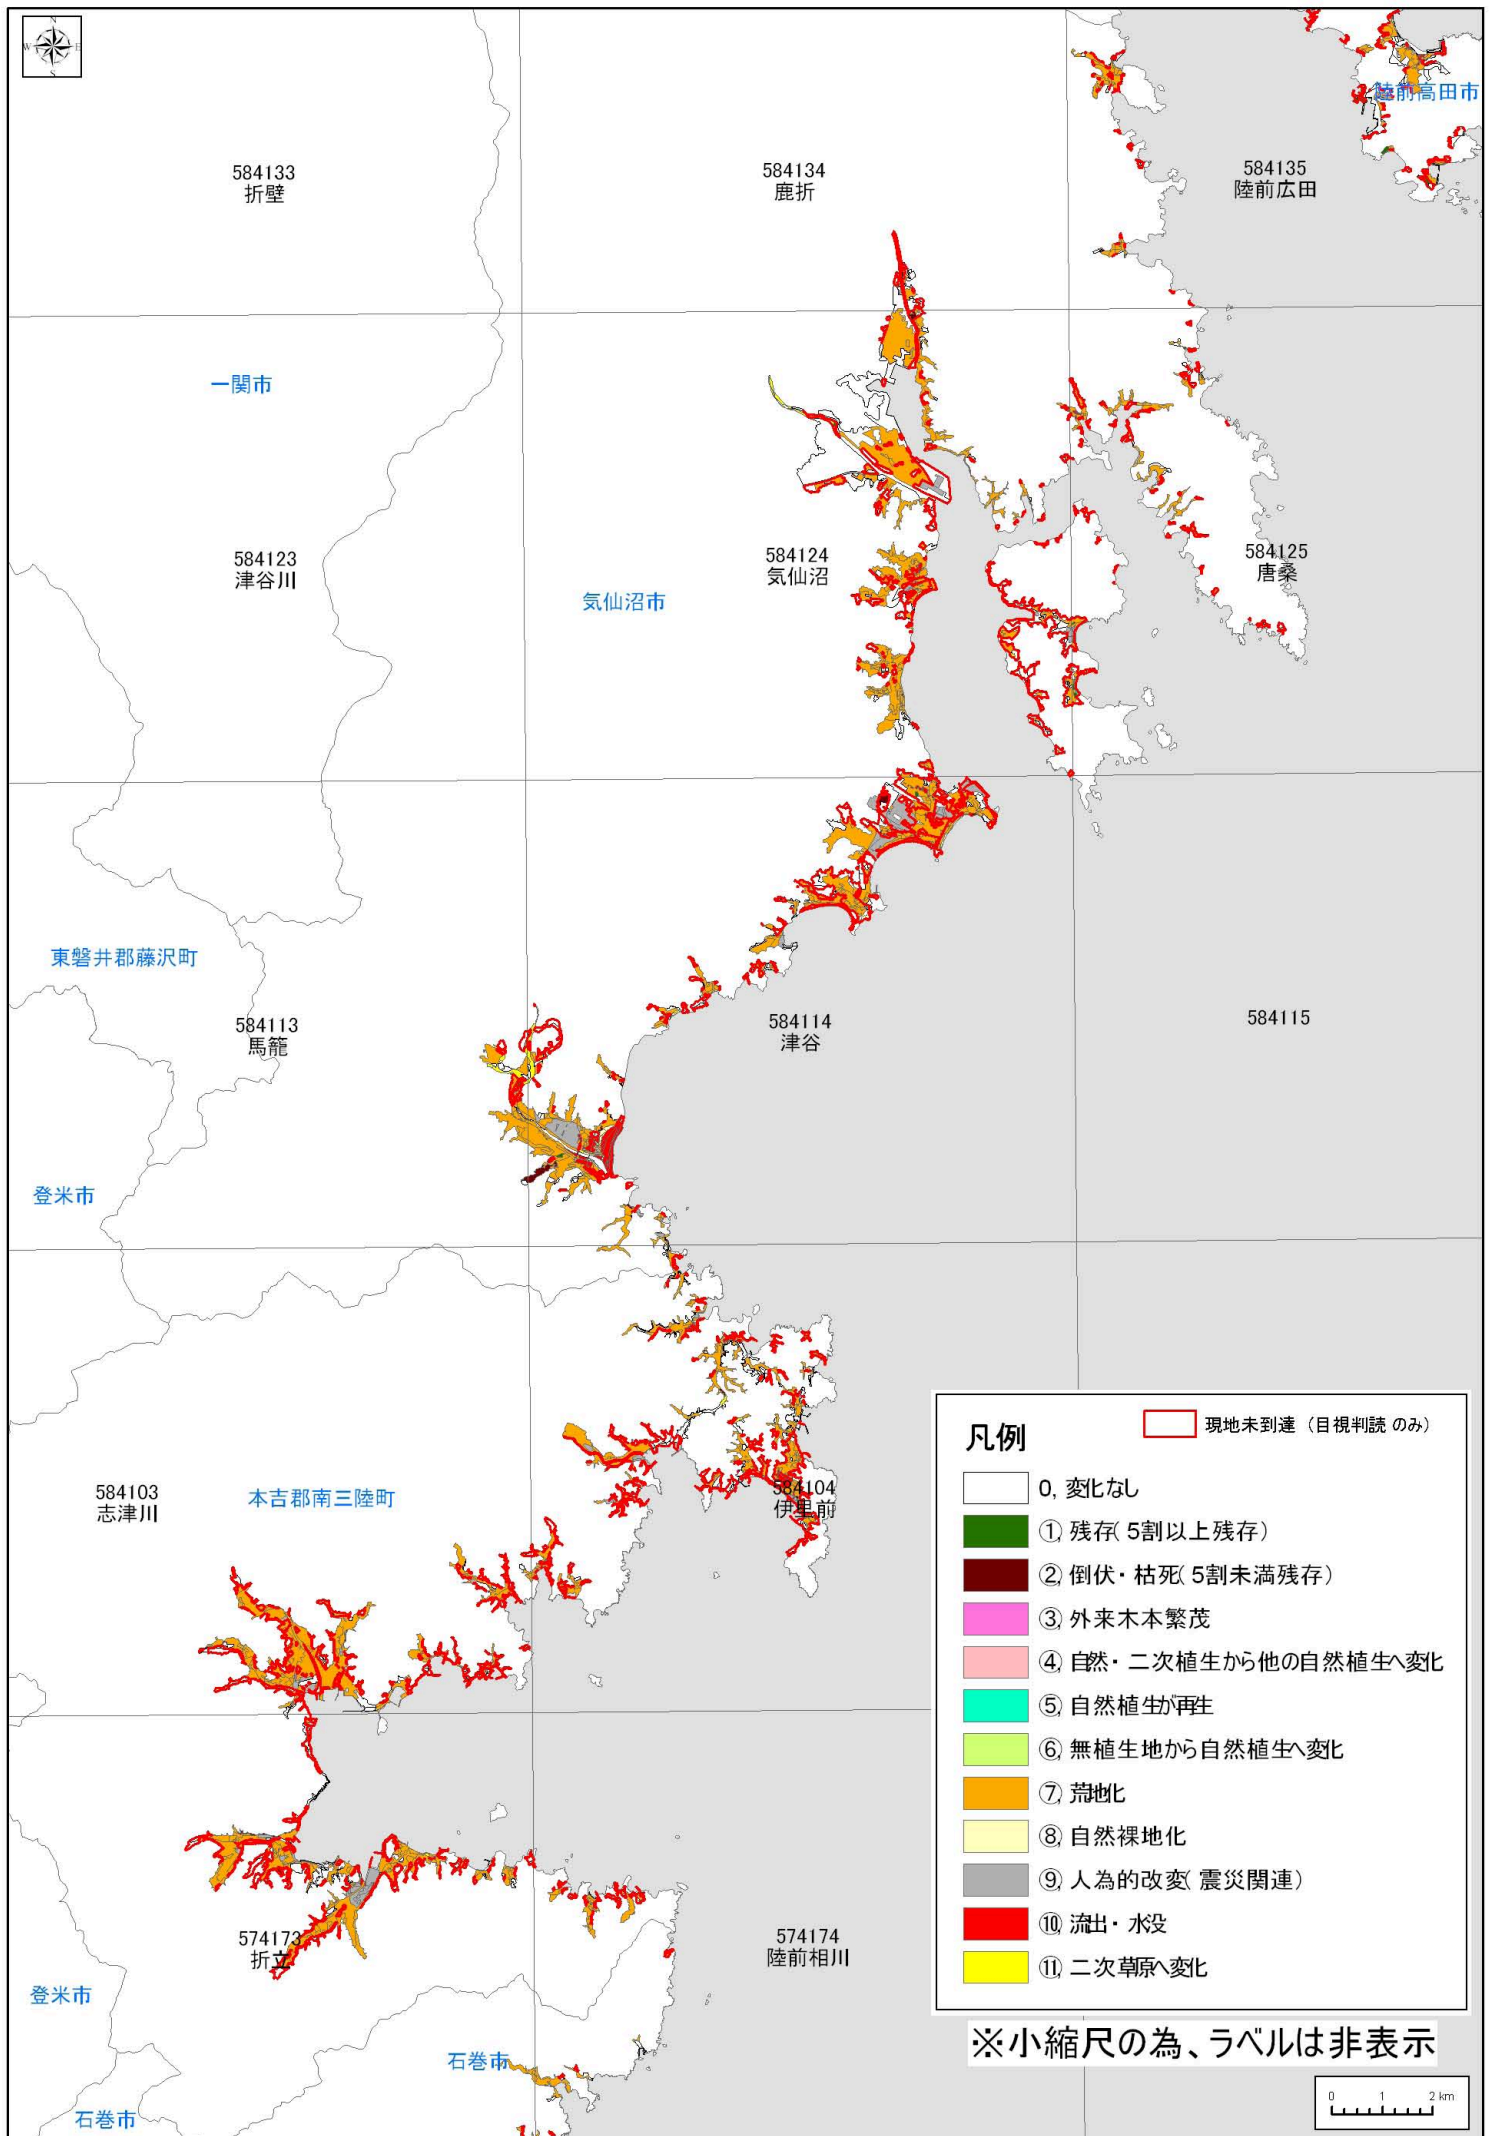 N
W E
S
陸前高田市
584133
折壁
584134
鹿折
584135
陸前広田
一関市
584123
津谷川
584124
気仙沼
584125
唐桑
気仙沼市
東磐井郡藤沢町
584113
馬籠
584114
津谷
584115
登米市
584103
志津川
本吉郡南三陸町
584104
伊里前
凡例
現地未到達（目視判読 のみ）
0, 変化なし
①, 残存( 5割以上残存)
②, 倒伏・枯死( 5割未満残存)
③, 外来木本繁茂
④, 自然・二次植生から他の自然植生へ変化
⑤, 自然植生が再生
⑥, 無植生地から自然植生へ変化
⑦, 荒地化
⑧, 自然裸地化
⑨, 人為的改変( 震災関連)
⑩, 流出・水没
⑪, 二次草原へ変化
574173
折立
574174
陸前相川
登米市
石巻市
石巻市
※小縮尺の為、ラベルは非表示
0 1 2 km